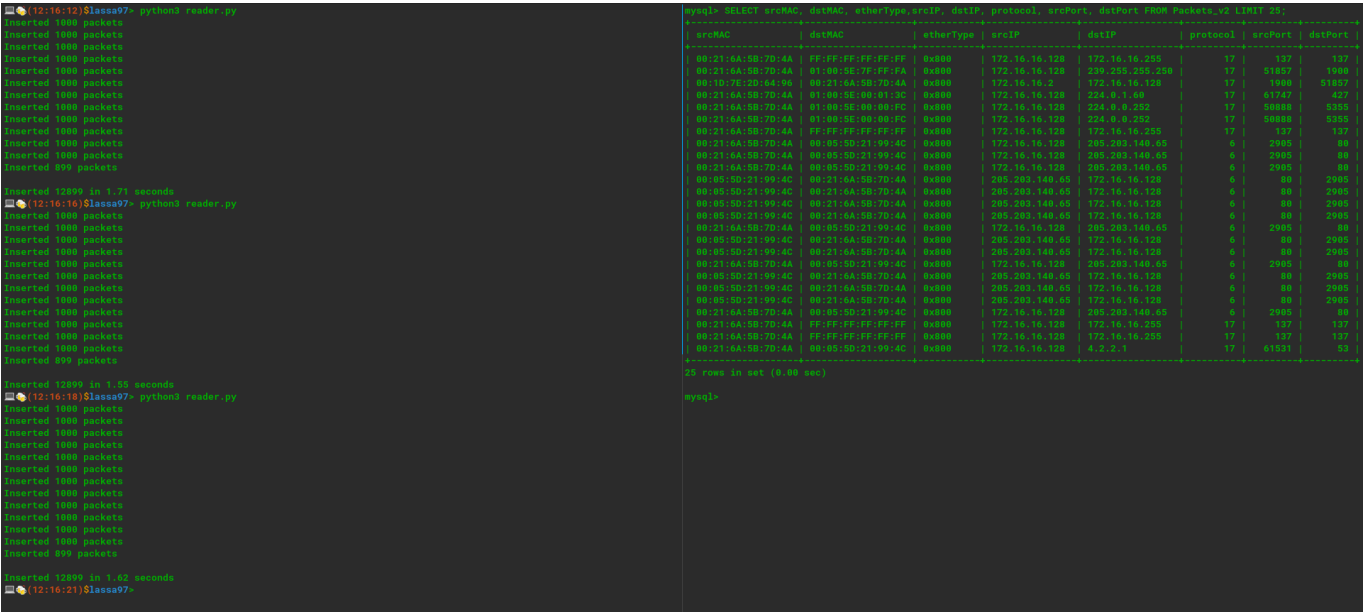 (12:16:12)$lassa97> python3 reader.py
Inserted 1000 packets
Inserted 1000 packets
Inserted 1000 packets
Inserted 1000 packets
Inserted 1000 packets
Inserted 1000 packets
Inserted 1000 packets
Inserted 1000 packets
Inserted 1000 packets
Inserted 1000 packets
Inserted 1000 packets
Inserted 1000 packets
Inserted 899 packets
Inserted 12899 in 1.71 seconds
(12:16:16)$lassa97> python3 reader.py
Inserted 1000 packets
Inserted 1000 packets
Inserted 1000 packets
Inserted 1000 packets
Inserted 1000 packets
Inserted 1000 packets
Inserted 1000 packets
Inserted 1000 packets
Inserted 1000 packets
Inserted 1000 packets
Inserted 1000 packets
Inserted 1000 packets
Inserted 899 packets
Inserted 12899 in 1.55 seconds
(12:16:18)$lassa97> python3 reader.py
Inserted 1000 packets
Inserted 1000 packets
Inserted 1000 packets
Inserted 1000 packets
Inserted 1000 packets
Inserted 1000 packets
Inserted 1000 packets
Inserted 1000 packets
Inserted 1000 packets
Inserted 1000 packets
Inserted 1000 packets
Inserted 1000 packets
Inserted 899 packets
Inserted 12899 in 1.62 seconds
(12:16:21)$lassa97>
mysql> SELECT srcMAC, dstMAC, etherType,srcIP, dstIP, protocol, srcPort, dstPort FROM Packets_v2 LIMIT 25;
| srcMAC | dstMAC | etherType | srcIP | dstIP | protocol | srcPort | dstPort |
| 00:21:6A:5B:7D:4A | FF:FF:FF:FF:FF:FF | 0x800 | 172.16.16.128 | 172.16.16.255 | 17 | 137 | 137 |
| 00:21:6A:5B:7D:4A | 01:00:5E:7F:FF:FA | 0x800 | 172.16.16.128 | 239.255.255.250 | 17 | 51857 | 1900 |
| 00:1D:7E:2D:64:96 | 00:21:6A:5B:7D:4A | 0x800 | 172.16.16.2 | 172.16.16.128 | 17 | 1900 | 51857 |
| 00:21:6A:5B:7D:4A | 01:00:5E:00:01:3C | 0x800 | 172.16.16.128 | 224.0.1.60 | 17 | 61747 | 427 |
| 00:21:6A:5B:7D:4A | 01:00:5E:00:00:FC | 0x800 | 172.16.16.128 | 224.0.0.252 | 17 | 50888 | 5355 |
| 00:21:6A:5B:7D:4A | 01:00:5E:00:00:FC | 0x800 | 172.16.16.128 | 224.0.0.252 | 17 | 50888 | 5355 |
| 00:21:6A:5B:7D:4A | FF:FF:FF:FF:FF:FF | 0x800 | 172.16.16.128 | 172.16.16.255 | 17 | 137 | 137 |
| 00:21:6A:5B:7D:4A | 00:05:5D:21:99:4C | 0x800 | 172.16.16.128 | 205.203.140.65 | 6 | 2905 | 80 |
| 00:21:6A:5B:7D:4A | 00:05:5D:21:99:4C | 0x800 | 172.16.16.128 | 205.203.140.65 | 6 | 2905 | 80 |
| 00:21:6A:5B:7D:4A | 00:05:5D:21:99:4C | 0x800 | 172.16.16.128 | 205.203.140.65 | 6 | 2905 | 80 |
| 00:05:5D:21:99:4C | 00:21:6A:5B:7D:4A | 0x800 | 205.203.140.65 | 172.16.16.128 | 6 | 80 | 2905 |
| 00:05:5D:21:99:4C | 00:21:6A:5B:7D:4A | 0x800 | 205.203.140.65 | 172.16.16.128 | 6 | 80 | 2905 |
| 00:05:5D:21:99:4C | 00:21:6A:5B:7D:4A | 0x800 | 205.203.140.65 | 172.16.16.128 | 6 | 80 | 2905 |
| 00:05:5D:21:99:4C | 00:21:6A:5B:7D:4A | 0x800 | 205.203.140.65 | 172.16.16.128 | 6 | 80 | 2905 |
| 00:21:6A:5B:7D:4A | 00:05:5D:21:99:4C | 0x800 | 172.16.16.128 | 205.203.140.65 | 6 | 2905 | 80 |
| 00:05:5D:21:99:4C | 00:21:6A:5B:7D:4A | 0x800 | 205.203.140.65 | 172.16.16.128 | 6 | 80 | 2905 |
| 00:05:5D:21:99:4C | 00:21:6A:5B:7D:4A | 0x800 | 205.203.140.65 | 172.16.16.128 | 6 | 80 | 2905 |
| 00:21:6A:5B:7D:4A | 00:05:5D:21:99:4C | 0x800 | 172.16.16.128 | 205.203.140.65 | 6 | 2905 | 80 |
| 00:05:5D:21:99:4C | 00:21:6A:5B:7D:4A | 0x800 | 205.203.140.65 | 172.16.16.128 | 6 | 80 | 2905 |
| 00:05:5D:21:99:4C | 00:21:6A:5B:7D:4A | 0x800 | 205.203.140.65 | 172.16.16.128 | 6 | 80 | 2905 |
| 00:05:5D:21:99:4C | 00:21:6A:5B:7D:4A | 0x800 | 205.203.140.65 | 172.16.16.128 | 6 | 80 | 2905 |
| 00:21:6A:5B:7D:4A | 00:05:5D:21:99:4C | 0x800 | 172.16.16.128 | 205.203.140.65 | 6 | 2905 | 80 |
| 00:21:6A:5B:7D:4A | FF:FF:FF:FF:FF:FF | 0x800 | 172.16.16.128 | 172.16.16.255 | 17 | 137 | 137 |
| 00:21:6A:5B:7D:4A | FF:FF:FF:FF:FF:FF | 0x800 | 172.16.16.128 | 172.16.16.255 | 17 | 137 | 137 |
| 00:21:6A:5B:7D:4A | 00:05:5D:21:99:4C | 0x800 | 172.16.16.128 | 4.2.2.1 | 17 | 61531 | 53 |
25 rows in set (0.00 sec)
mysql>